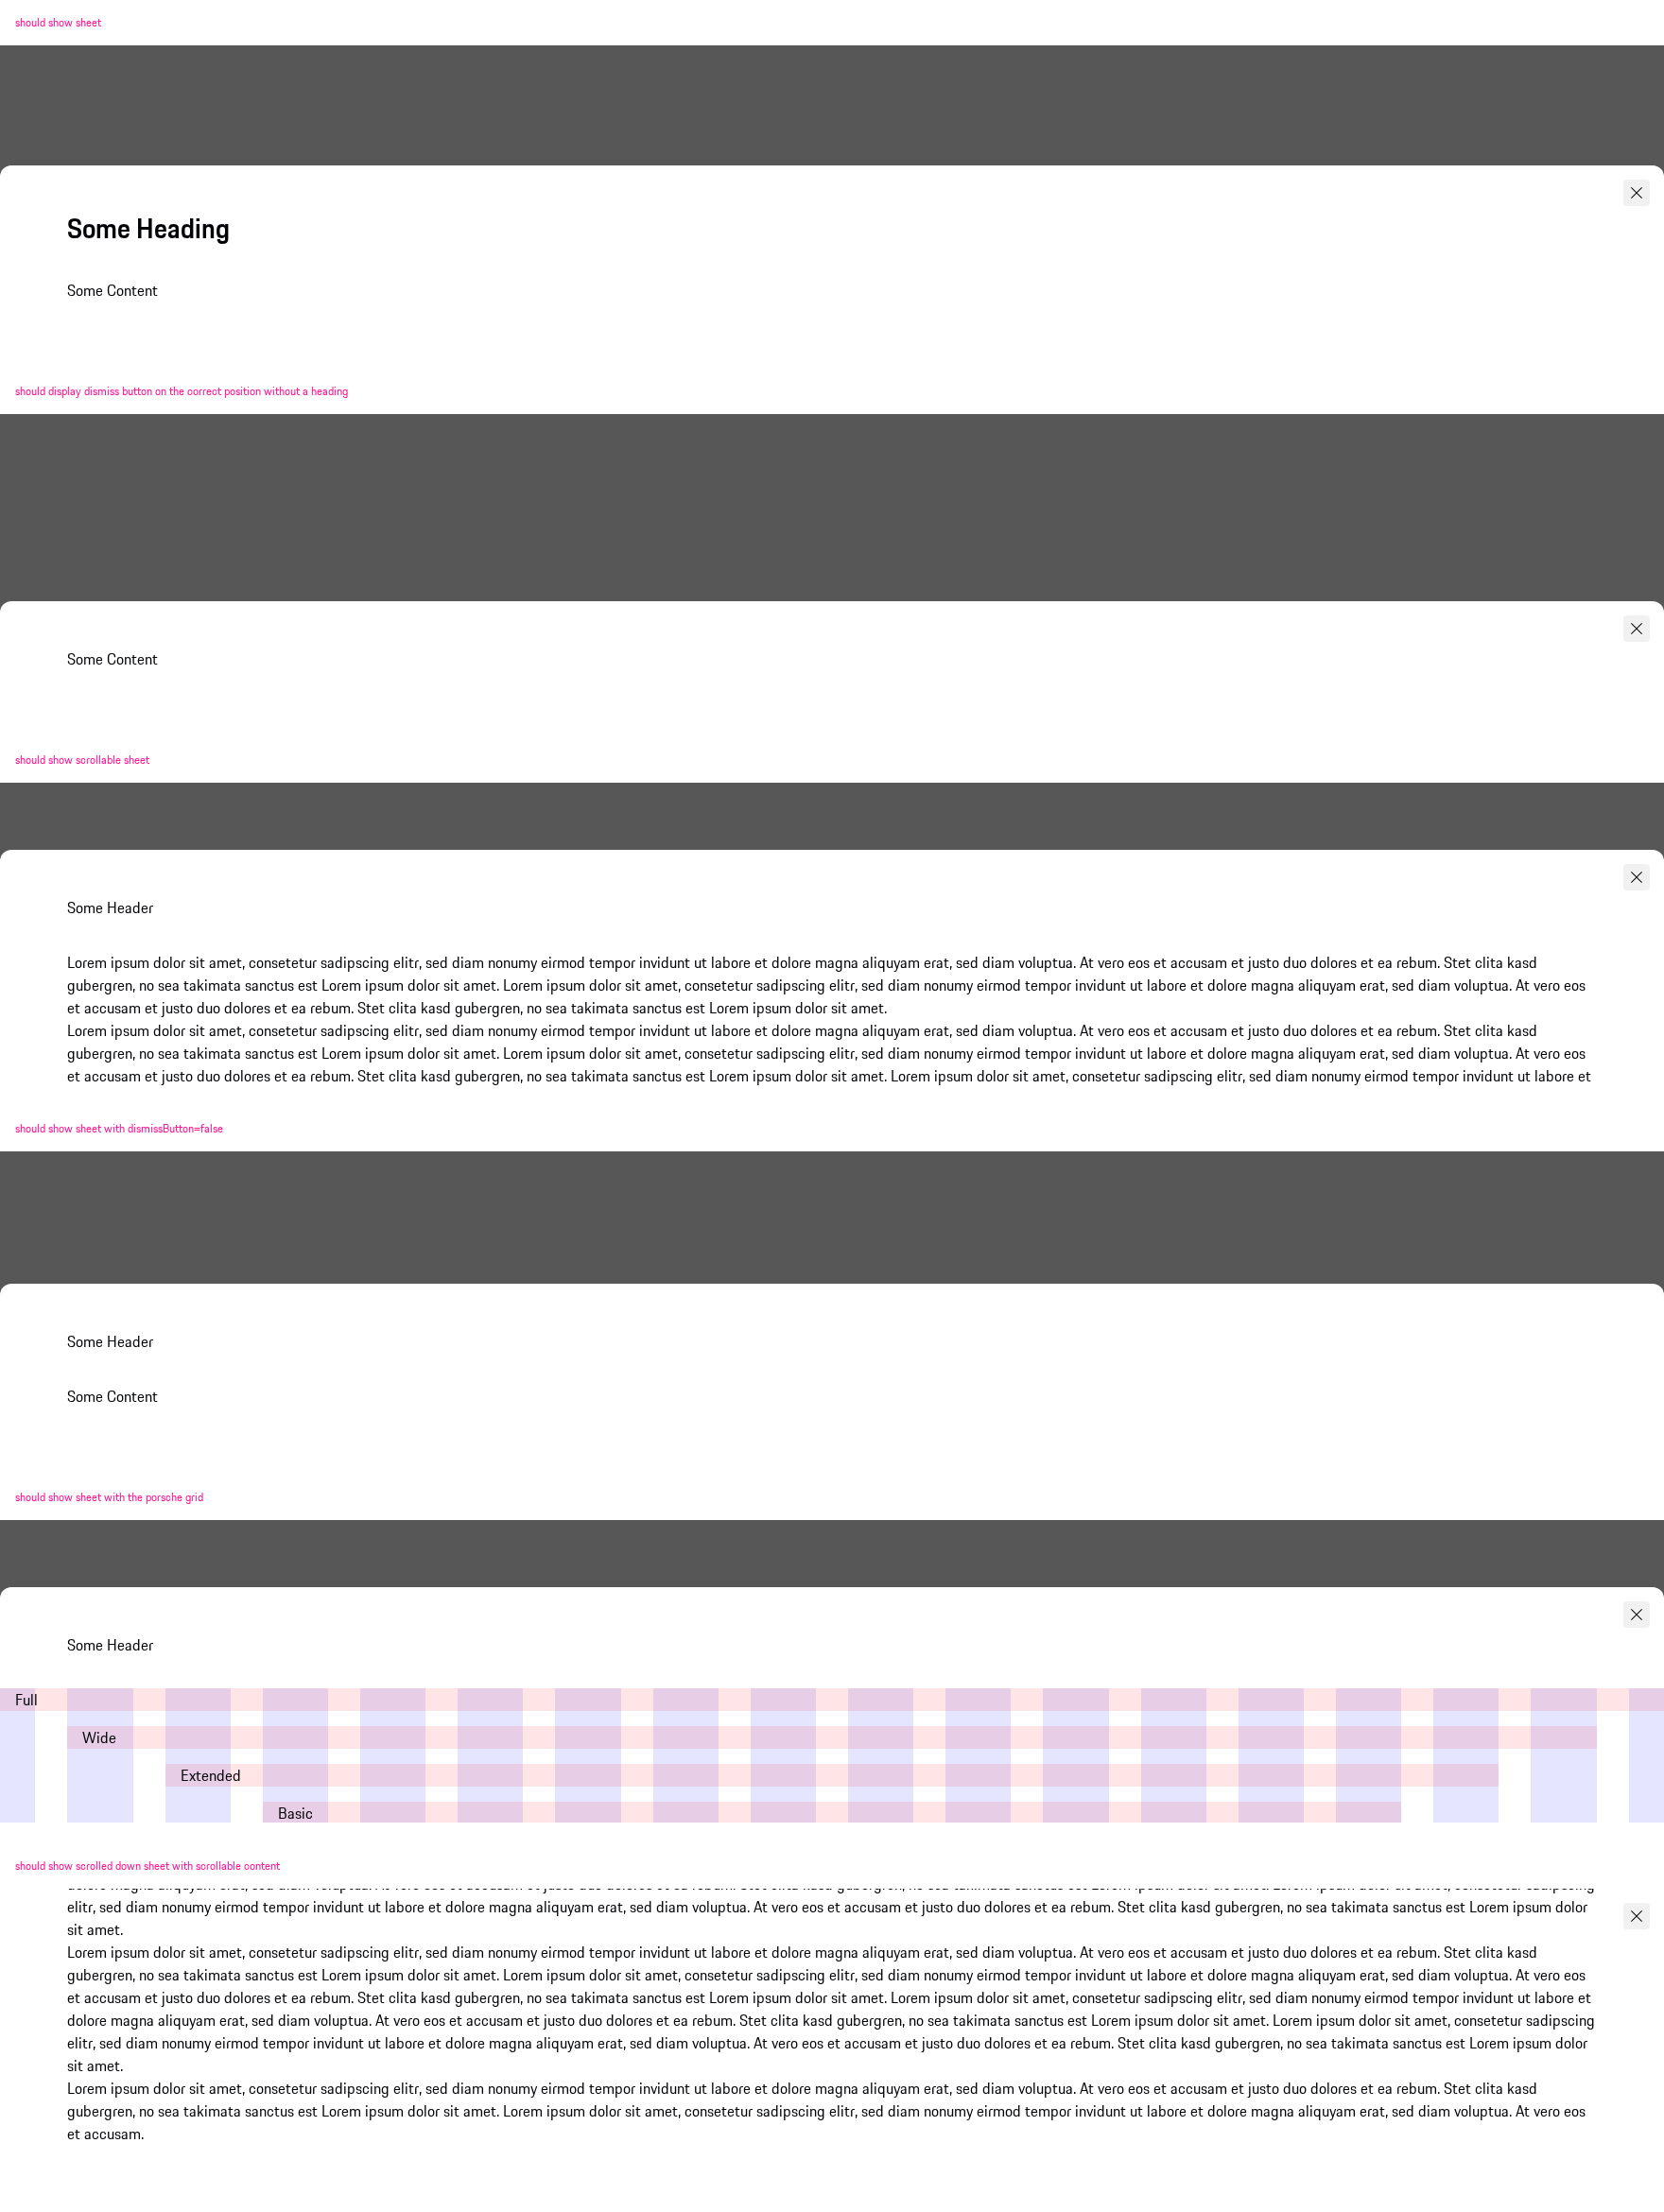 should show sheet
Some Heading
Some Content
should display dismiss button on the correct position without a heading
Some Content
should show scrollable sheet
Some Header
Lorem ipsum dolor sit amet, consetetur sadipscing elitr, sed diam nonumy eirmod tempor invidunt ut labore et dolore magna aliquyam erat, sed diam voluptua. At vero eos et accusam et justo duo dolores et ea rebum. Stet clita kasd
gubergren, no sea takimata sanctus est Lorem ipsum dolor sit amet. Lorem ipsum dolor sit amet, consetetur sadipscing elitr, sed diam nonumy eirmod tempor invidunt ut labore et dolore magna aliquyam erat, sed diam voluptua. At vero eos
et accusam et justo duo dolores et ea rebum. Stet clita kasd gubergren, no sea takimata sanctus est Lorem ipsum dolor sit amet.
Lorem ipsum dolor sit amet, consetetur sadipscing elitr, sed diam nonumy eirmod tempor invidunt ut labore et dolore magna aliquyam erat, sed diam voluptua. At vero eos et accusam et justo duo dolores et ea rebum. Stet clita kasd
gubergren, no sea takimata sanctus est Lorem ipsum dolor sit amet. Lorem ipsum dolor sit amet, consetetur sadipscing elitr, sed diam nonumy eirmod tempor invidunt ut labore et dolore magna aliquyam erat, sed diam voluptua. At vero eos
et accusam et justo duo dolores et ea rebum. Stet clita kasd gubergren, no sea takimata sanctus est Lorem ipsum dolor sit amet. Lorem ipsum dolor sit amet, consetetur sadipscing elitr, sed diam nonumy eirmod tempor invidunt ut labore et
should show sheet with dismissButton=false
Some Header
Some Content
should show sheet with the porsche grid
Some Header
Full
Wide
Extended
Basic
should show scrolled down sheet with scrollable content
elitr, sed diam nonumy eirmod tempor invidunt ut labore et dolore magna aliquyam erat, sed diam voluptua. At vero eos et accusam et justo duo dolores et ea rebum. Stet clita kasd gubergren, no sea takimata sanctus est Lorem ipsum dolor
sit amet.
Lorem ipsum dolor sit amet, consetetur sadipscing elitr, sed diam nonumy eirmod tempor invidunt ut labore et dolore magna aliquyam erat, sed diam voluptua. At vero eos et accusam et justo duo dolores et ea rebum. Stet clita kasd
gubergren, no sea takimata sanctus est Lorem ipsum dolor sit amet. Lorem ipsum dolor sit amet, consetetur sadipscing elitr, sed diam nonumy eirmod tempor invidunt ut labore et dolore magna aliquyam erat, sed diam voluptua. At vero eos
et accusam et justo duo dolores et ea rebum. Stet clita kasd gubergren, no sea takimata sanctus est Lorem ipsum dolor sit amet. Lorem ipsum dolor sit amet, consetetur sadipscing elitr, sed diam nonumy eirmod tempor invidunt ut labore et
dolore magna aliquyam erat, sed diam voluptua. At vero eos et accusam et justo duo dolores et ea rebum. Stet clita kasd gubergren, no sea takimata sanctus est Lorem ipsum dolor sit amet. Lorem ipsum dolor sit amet, consetetur sadipscing
elitr, sed diam nonumy eirmod tempor invidunt ut labore et dolore magna aliquyam erat, sed diam voluptua. At vero eos et accusam et justo duo dolores et ea rebum. Stet clita kasd gubergren, no sea takimata sanctus est Lorem ipsum dolor
sit amet.
Lorem ipsum dolor sit amet, consetetur sadipscing elitr, sed diam nonumy eirmod tempor invidunt ut labore et dolore magna aliquyam erat, sed diam voluptua. At vero eos et accusam et justo duo dolores et ea rebum. Stet clita kasd
gubergren, no sea takimata sanctus est Lorem ipsum dolor sit amet. Lorem ipsum dolor sit amet, consetetur sadipscing elitr, sed diam nonumy eirmod tempor invidunt ut labore et dolore magna aliquyam erat, sed diam voluptua. At vero eos
et accusam.